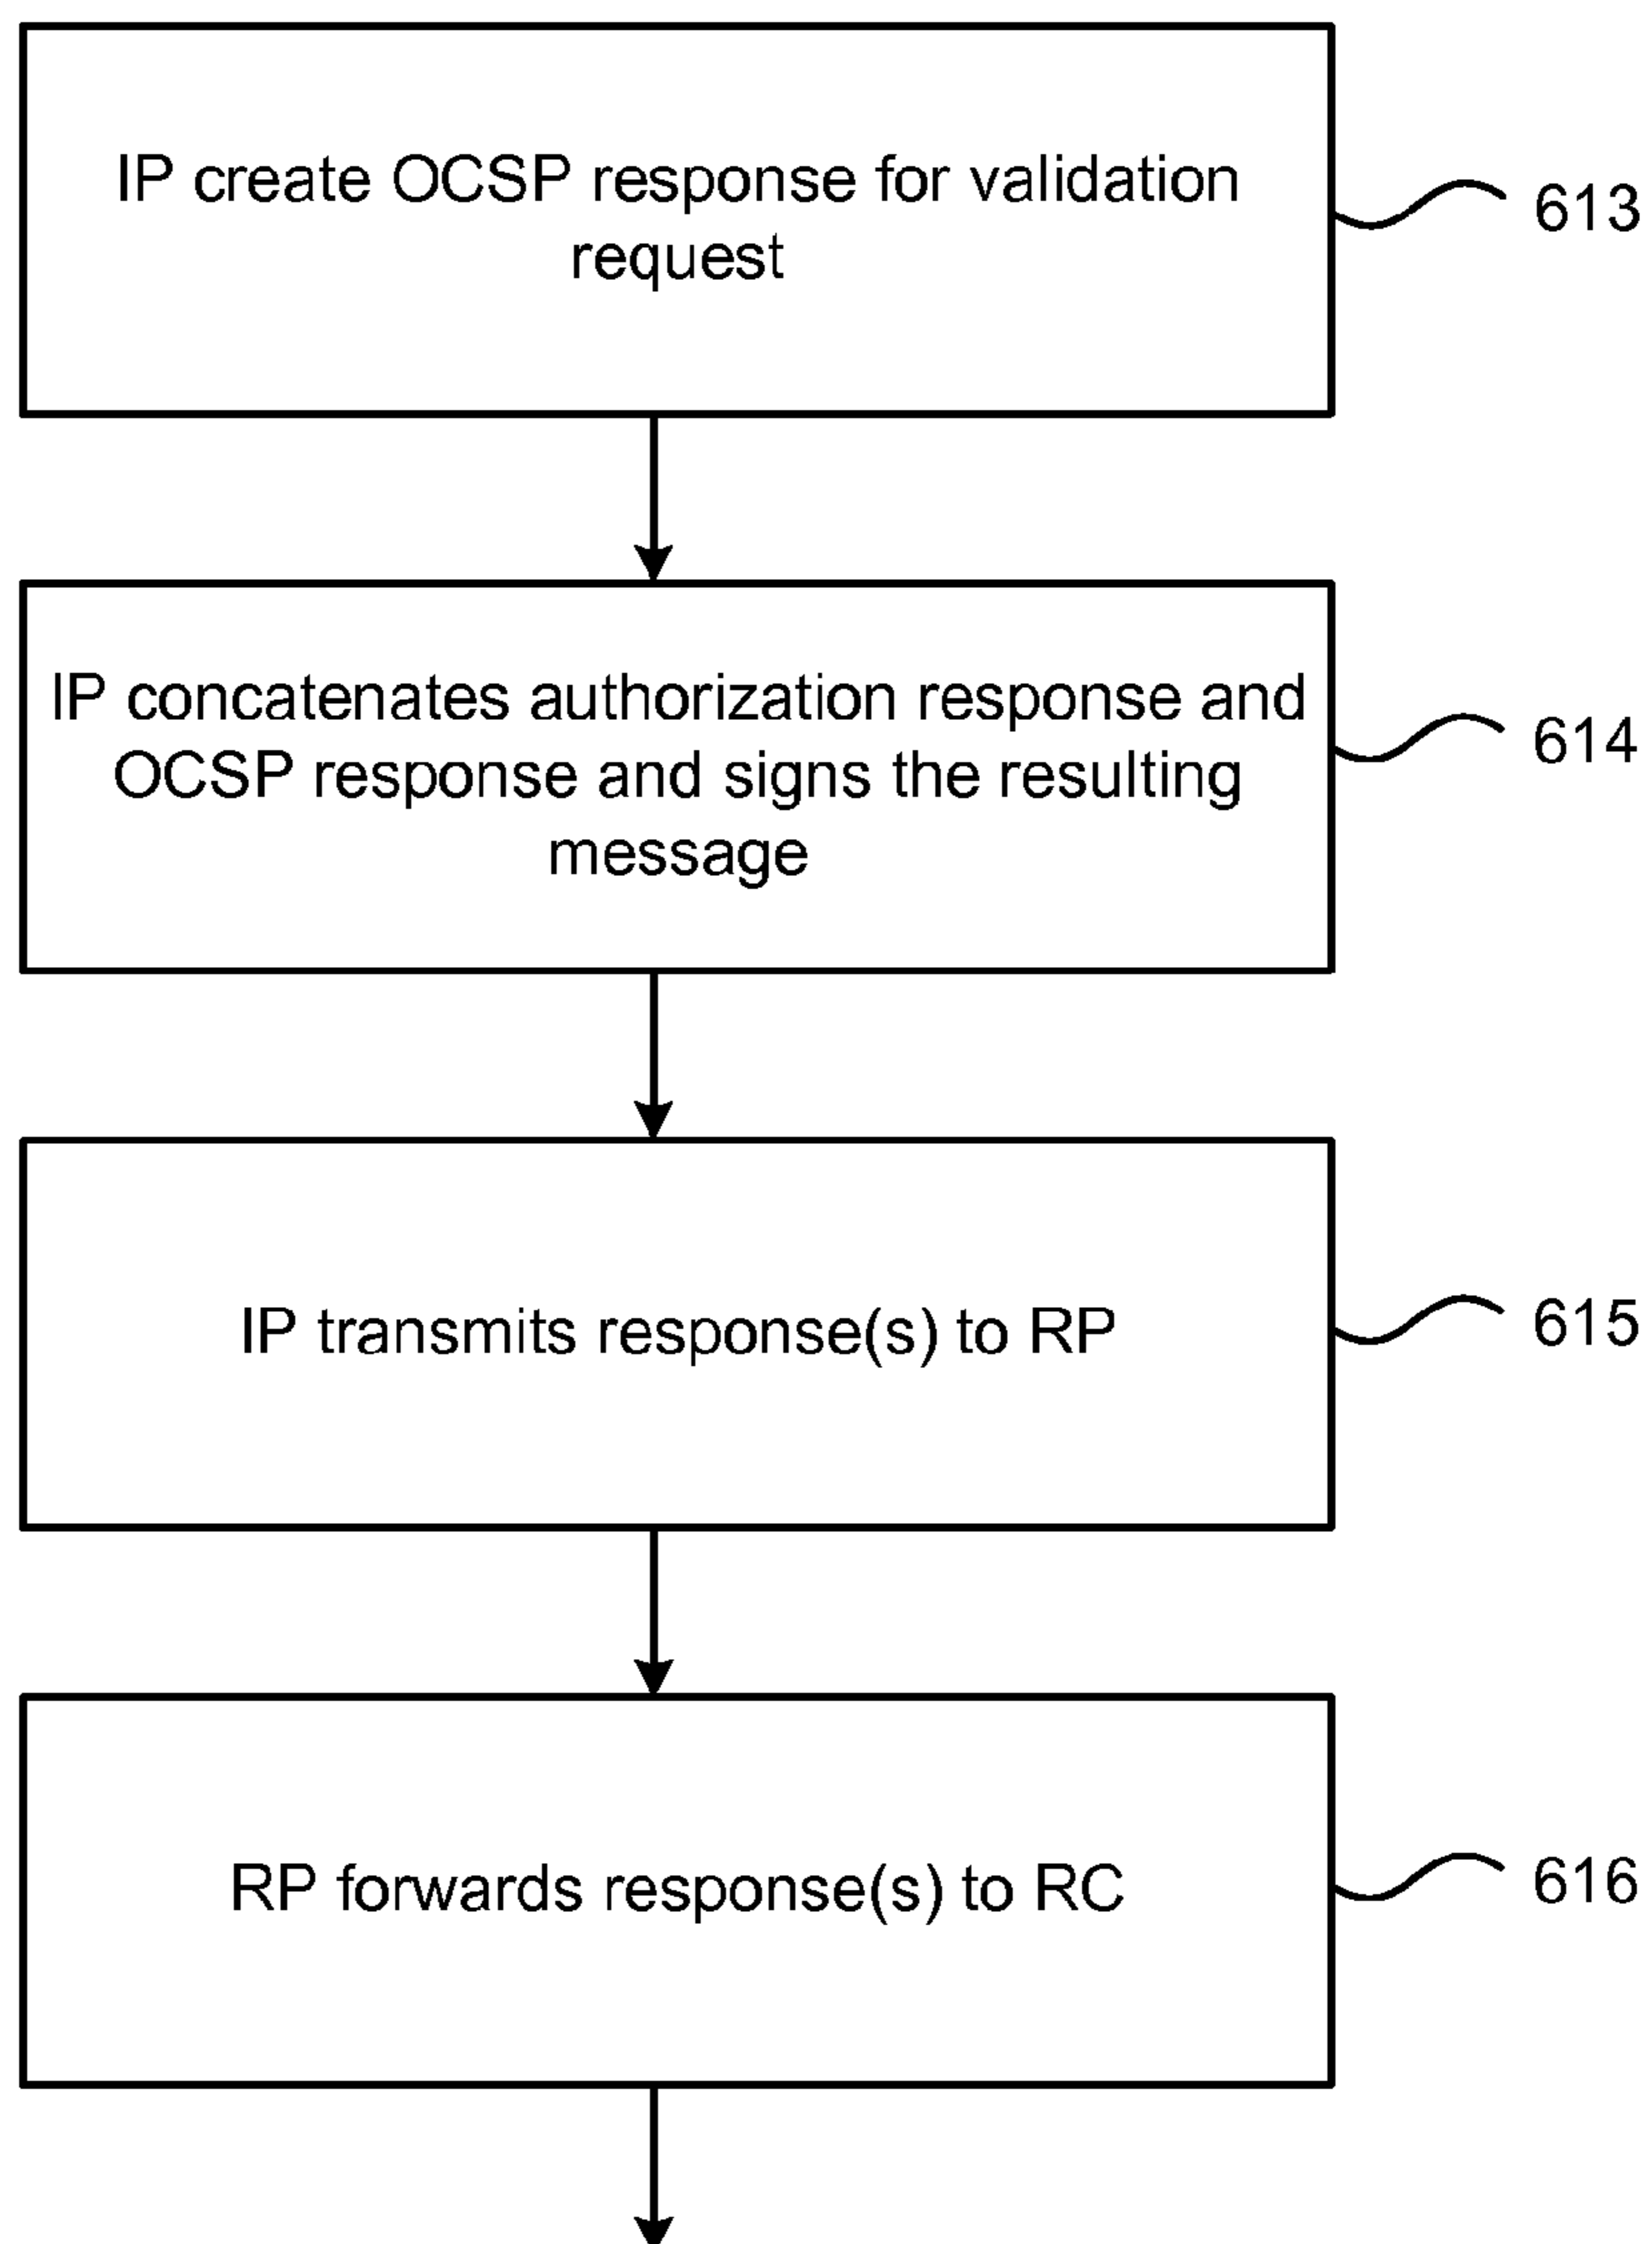 IP create OCSP response for validation
request
613
IP concatenates authorization response and
OCSP response and signs the resulting
message
614
IP transmits response(s) to RP
615
RP forwards response(s) to RC
616